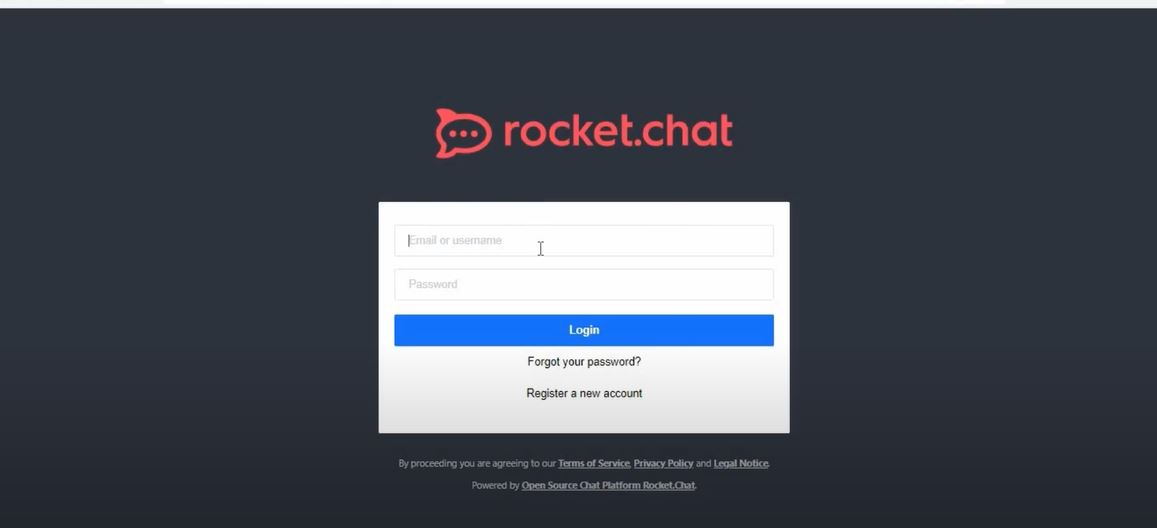 rocket.chat
Email or username
Password
Login
Forgot your password?
Register a new account
By proceeding you are agreeing to our Terms of Service, Privacy Policy and Legal Notice.
Powered by Open Source Chat Platform Rocket.Chat.